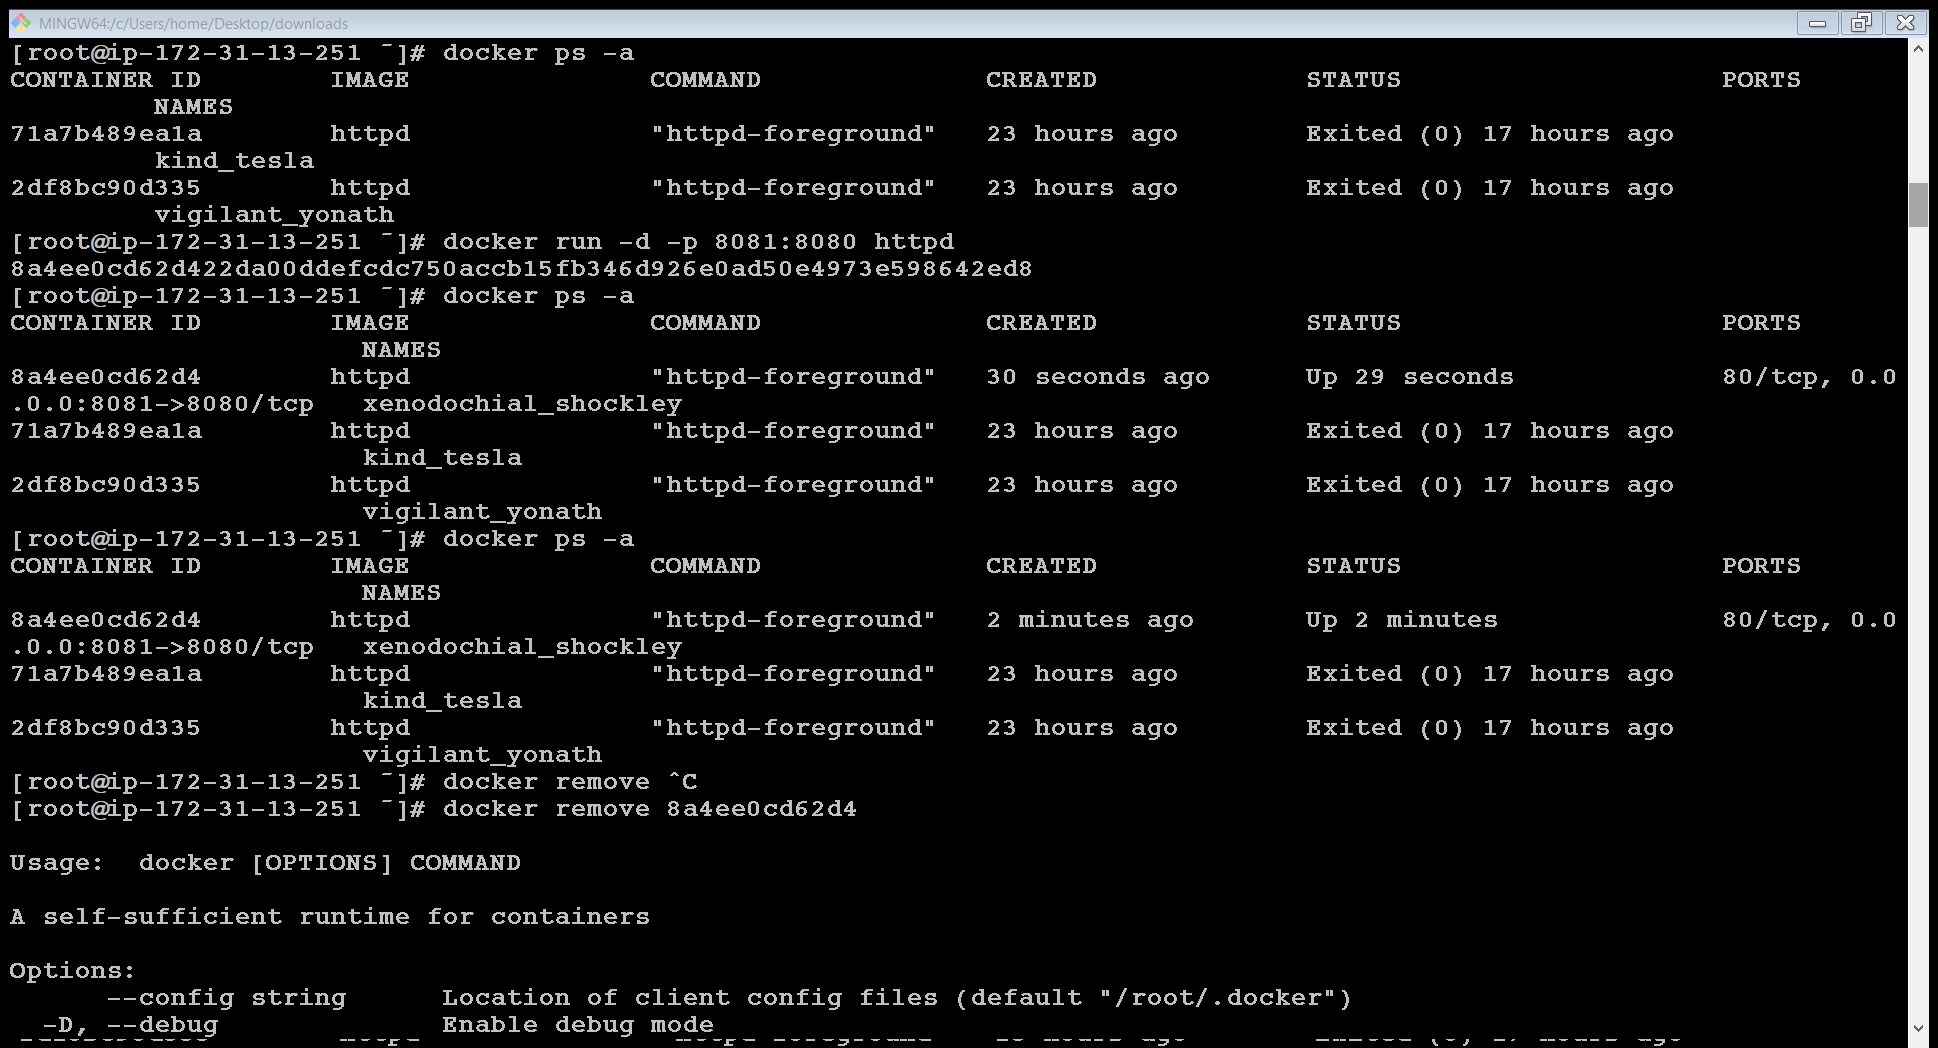 MINGW64:/c/Users/home/Desktop/downloads
[root@ip-172-31-13-251 ~]# docker ps -a
CONTAINER ID        IMAGE               COMMAND              CREATED             STATUS                    PORTS
         NAMES
71a7b489ea1a        httpd               "httpd-foreground"   23 hours ago        Exited (0) 17 hours ago
         kind_tesla
2df8bc90d335        httpd               "httpd-foreground"   23 hours ago        Exited (0) 17 hours ago
         vigilant_yonath
[root@ip-172-31-13-251 ~]# docker run -d -p 8081:8080 httpd
8a4ee0cd62d422da00ddefcdc750accb15fb346d926e0ad50e4973e598642ed8
[root@ip-172-31-13-251 ~]# docker ps -a
CONTAINER ID        IMAGE               COMMAND              CREATED             STATUS                    PORTS
                      NAMES
8a4ee0cd62d4        httpd               "httpd-foreground"   30 seconds ago      Up 29 seconds             80/tcp, 0.0
.0.0:8081->8080/tcp   xenodochial_shockley
71a7b489ea1a        httpd               "httpd-foreground"   23 hours ago        Exited (0) 17 hours ago
                      kind_tesla
2df8bc90d335        httpd               "httpd-foreground"   23 hours ago        Exited (0) 17 hours ago
                      vigilant_yonath
[root@ip-172-31-13-251 ~]# docker ps -a
CONTAINER ID        IMAGE               COMMAND              CREATED             STATUS                    PORTS
                      NAMES
8a4ee0cd62d4        httpd               "httpd-foreground"   2 minutes ago       Up 2 minutes              80/tcp, 0.0
.0.0:8081->8080/tcp   xenodochial_shockley
71a7b489ea1a        httpd               "httpd-foreground"   23 hours ago        Exited (0) 17 hours ago
                      kind_tesla
2df8bc90d335        httpd               "httpd-foreground"   23 hours ago        Exited (0) 17 hours ago
                      vigilant_yonath
[root@ip-172-31-13-251 ~]# docker remove ^C
[root@ip-172-31-13-251 ~]# docker remove 8a4ee0cd62d4
Usage:  docker [OPTIONS] COMMAND
A self-sufficient runtime for containers
Options:
      --config string      Location of client config files (default "/root/.docker")
  -D, --debug              Enable debug mode